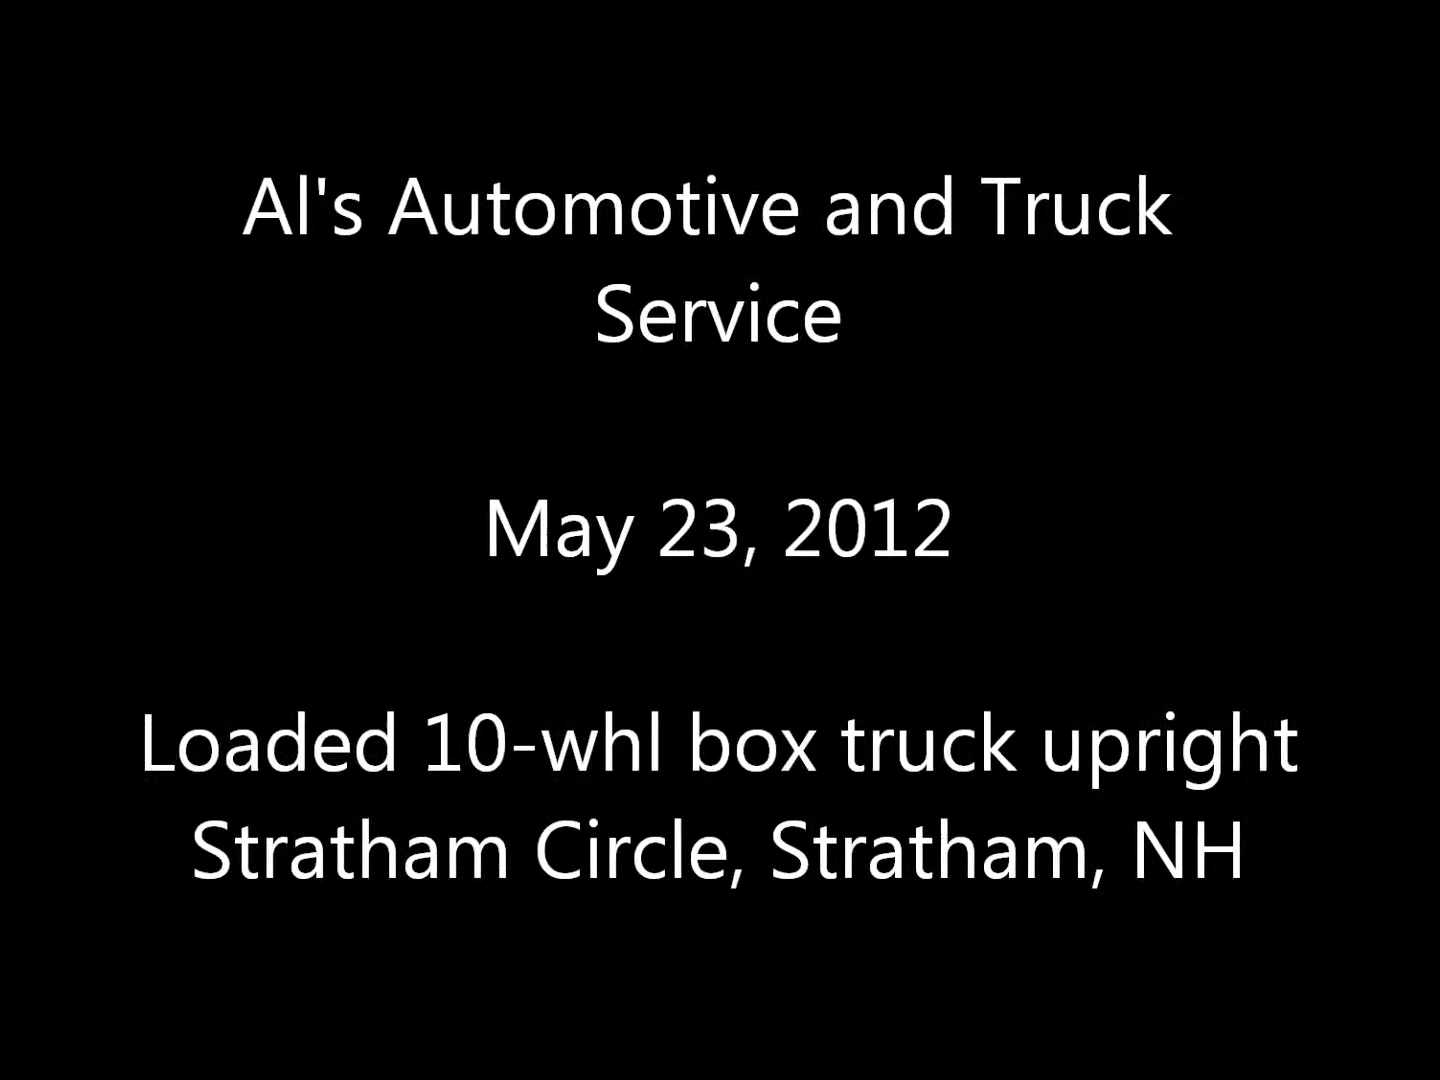 Al's Automotive and Truck
Service
May 23, 2012
Loaded 10-whl box truck upright
Stratham Circle, Stratham, NH